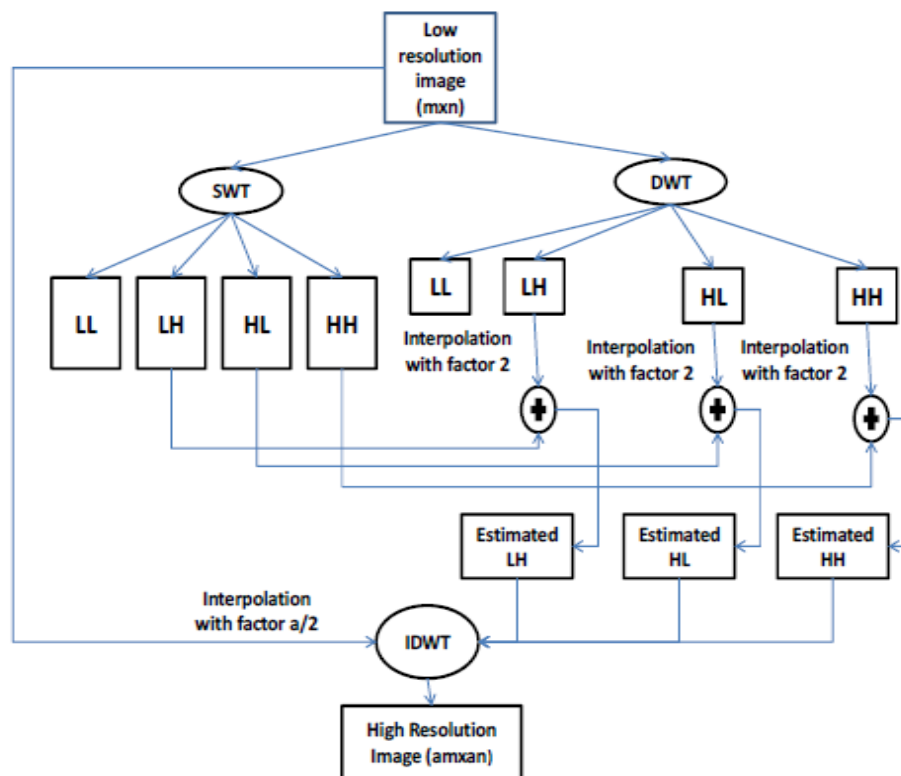 Low
resolution
image
(mxn)
SWT
DWT
LL
LH
HL
HH
LL
LH
HL
HH
Interpolation
with factor 2
Interpolation
with factor 2
Interpolation
with factor 2
Estimated
LH
Estimated
HL
Estimated
HH
Interpolation
with factor a/2
IDWT
High Resolution
Image (amxan)